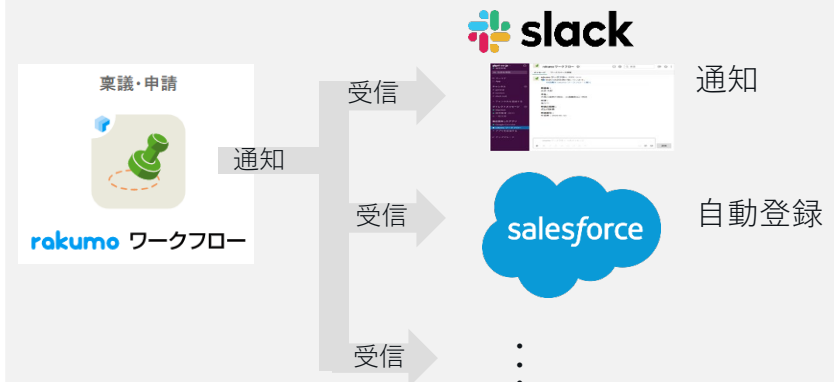 slack
稟議・申請
受信
通知
通知
rakumo ワークフロー
受信
salesforce
自動登録
受信